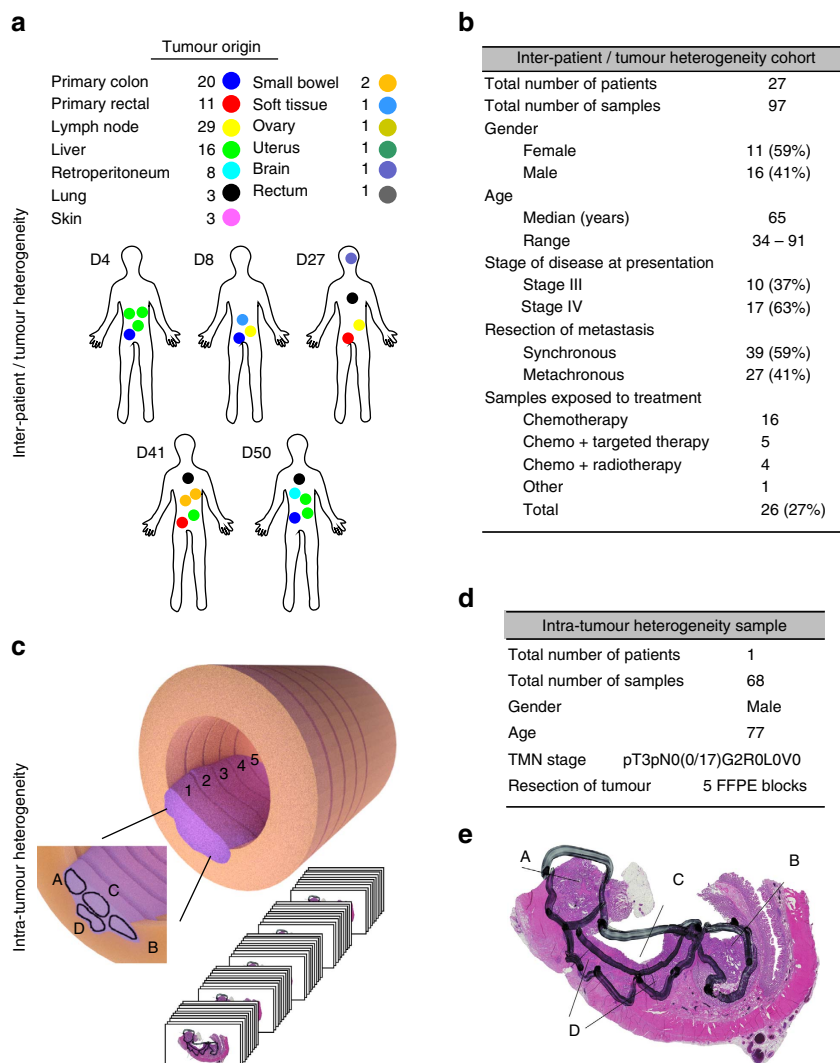 a
Tumour origin
Primary colon 20
Primary rectal 11
Lymph node 29
Liver 16
Retroperitoneum 8
Lung 3
Skin 3
Small bowel 2
Soft tissue 1
Ovary 1
Uterus 1
Brain 1
Rectum 1
Inter-patient / tumour heterogeneity
D4
D8
D27
D41
D50
b
Inter-patient / tumour heterogeneity cohort
Total number of patients 27
Total number of samples 97
Gender
Female 11 (59%)
Male 16 (41%)
Age
Median (years) 65
Range 34 – 91
Stage of disease at presentation
Stage III 10 (37%)
Stage IV 17 (63%)
Resection of metastasis
Synchronous 39 (59%)
Metachronous 27 (41%)
Samples exposed to treatment
Chemotherapy 16
Chemo + targeted therapy 5
Chemo + radiotherapy 4
Other 1
Total 26 (27%)
c
Intra-tumour heterogeneity
1 2 3 4 5
A
C
D
B
d
Intra-tumour heterogeneity sample
Total number of patients 1
Total number of samples 68
Gender Male
Age 77
TMN stage pT3pN0(0/17)G2R0L0V0
Resection of tumour 5 FFPE blocks
e
A
B
C
D